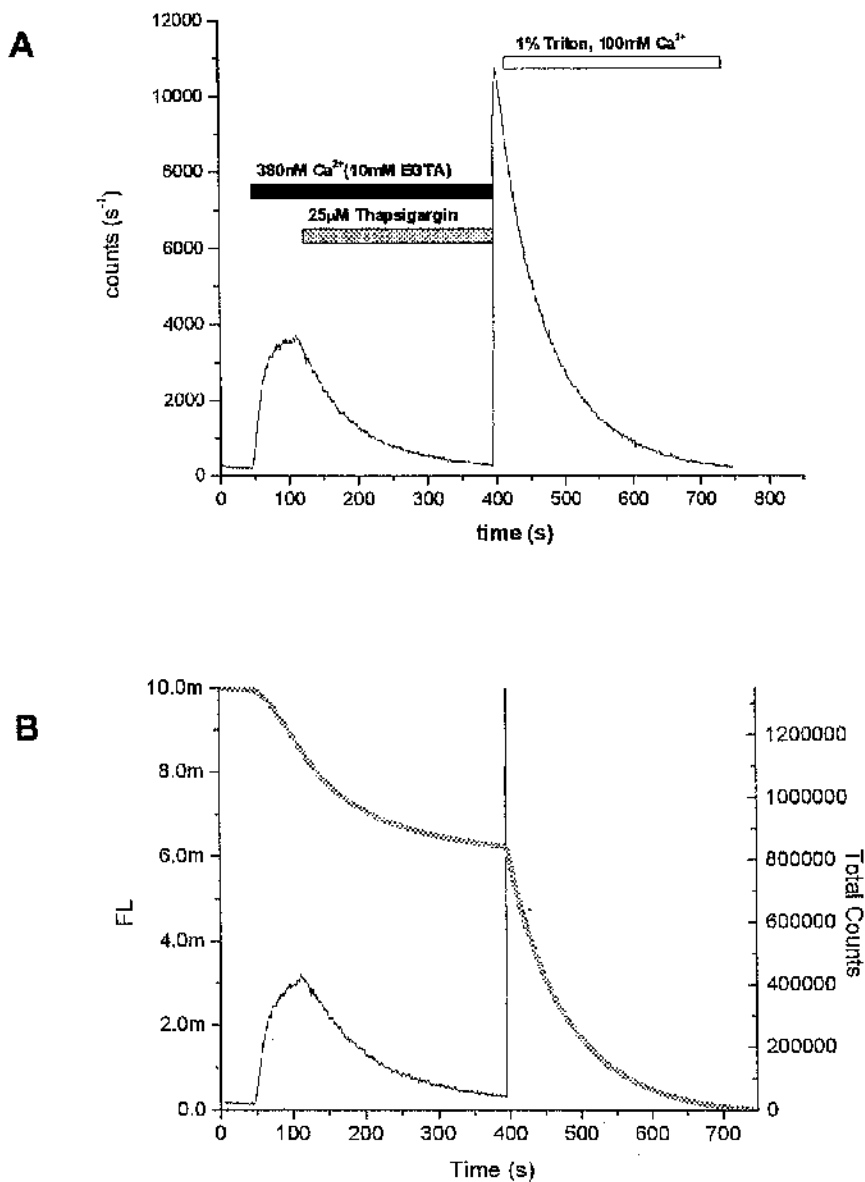 A
12000
10000
8000
6000
4000
2000
0
counts (s⁻¹)
1% Triton, 100mM Ca²⁺
380nM Ca²⁺(10mM EGTA)
25µM Thapsigargin
0 100 200 300 400 500 600 700 800
time (s)
B
10.0m
8.0m
6.0m
4.0m
2.0m
0.0
FL
1200000
1000000
800000
600000
400000
200000
0
Total Counts
0 100 200 300 400 500 600 700
Time (s)